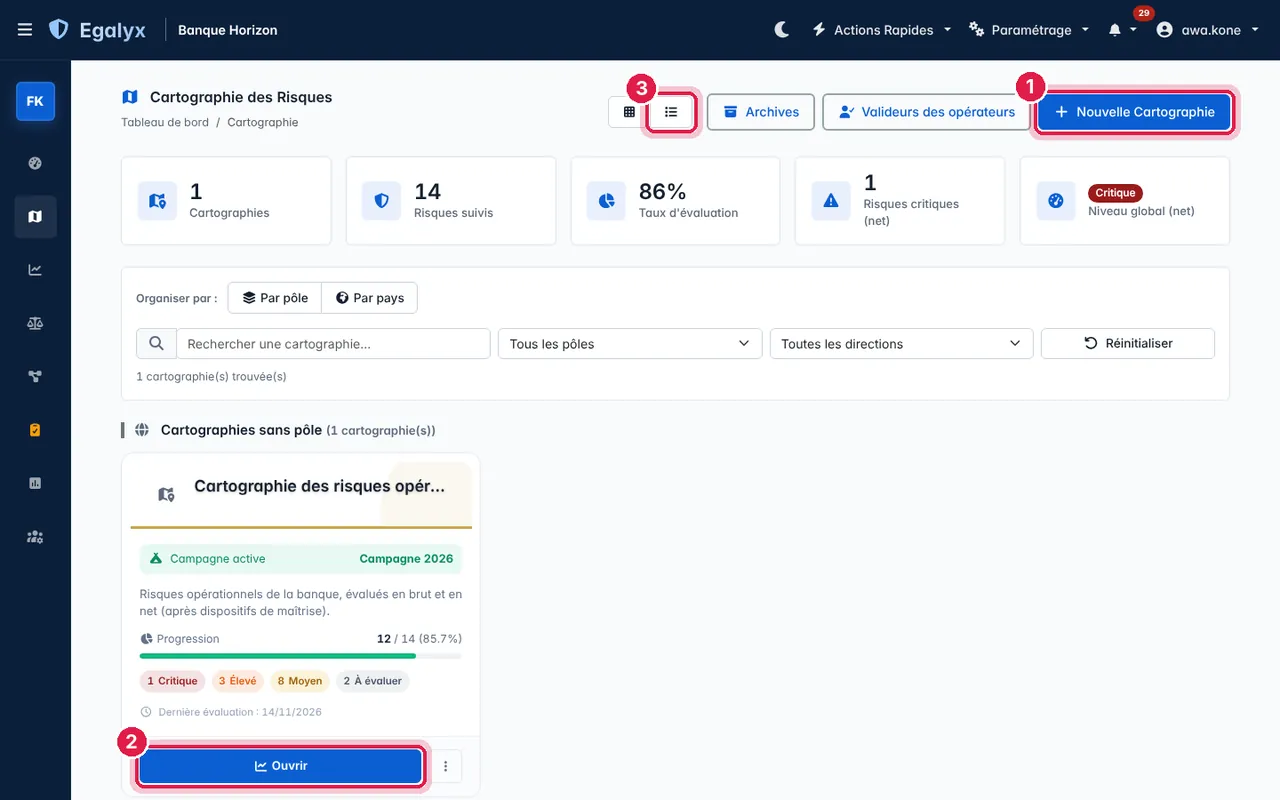 Egalyx
Banque Horizon
Actions Rapides
Paramétrage
29
awa.kone
FK
Cartographie des Risques
Tableau de bord / Cartographie
3
Archives
Valideurs des opérateurs
1
+ Nouvelle Cartographie
1
Cartographies
14
Risques suivis
86%
Taux d'évaluation
1
Risques critiques
(net)
Critique
Niveau global (net)
Organiser par :
Par pôle
Par pays
Rechercher une cartographie...
Tous les pôles
Toutes les directions
Réinitialiser
1 cartographie(s) trouvée(s)
Cartographies sans pôle (1 cartographie(s))
Cartographie des risques opér...
Campagne active
Campagne 2026
Risques opérationnels de la banque, évalués en brut et en
net (après dispositifs de maîtrise).
Progression
12 / 14 (85.7%)
1 Critique
3 Élevé
8 Moyen
2 À évaluer
Dernière évaluation : 14/11/2026
2
Ouvrir